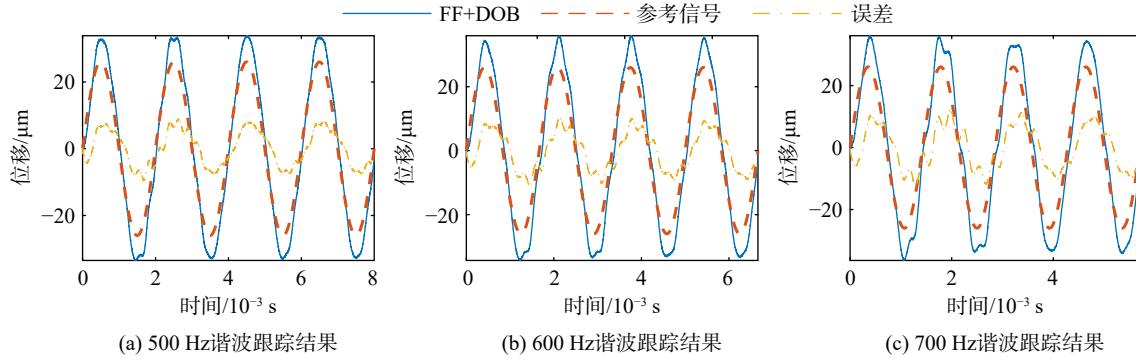 FF+DOB 参考信号 误差
位移/μm
20
0
−20
0 2 4 6 8
时间/10⁻³ s
(a) 500 Hz谐波跟踪结果
位移/μm
20
0
−20
0 2 4 6
时间/10⁻³ s
(b) 600 Hz谐波跟踪结果
位移/μm
20
0
−20
0 2 4
时间/10⁻³ s
(c) 700 Hz谐波跟踪结果